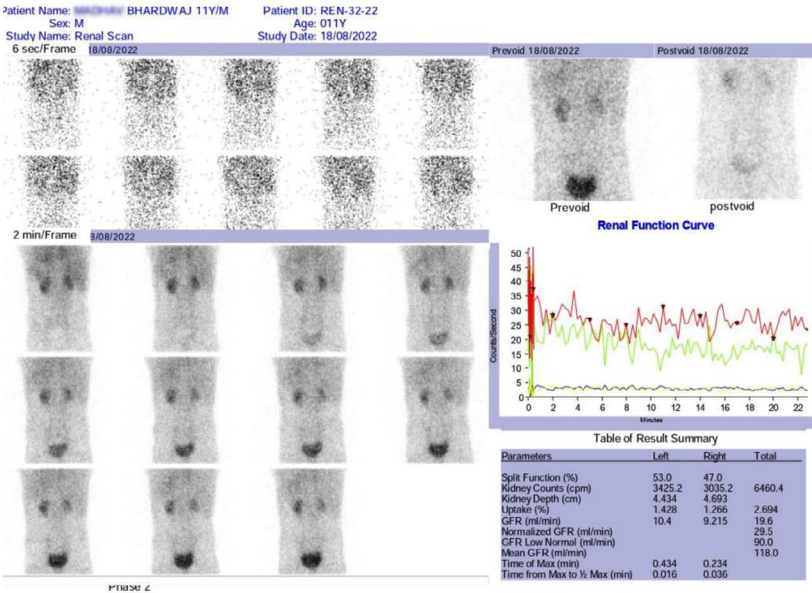 Patient Name: BHARDWAJ 11Y/M Patient ID: REN-32-22
Sex: M Age: 011Y
Study Name: Renal Scan Study Date: 18/08/2022
6 sec/Frame 18/08/2022
Prevoid 18/08/2022 Postvoid 18/08/2022
Prevoid postvoid
2 min/Frame 8/08/2022
Renal Function Curve
Counts/Second
50
45
40
35
30
25
20
15
10
5
0
0 2 4 6 8 10 12 14 16 18 20 22
Minutes
Table of Result Summary
Parameters Left Right Total
Split Function (%) 53.0 47.0
Kidney Counts (cpm) 3425.2 3035.2 6460.4
Kidney Depth (cm) 4.434 4.693
Uptake (%) 1.428 1.266 2.694
GFR (ml/min) 10.4 9.215 19.6
Normalized GFR (ml/min) 29.5
GFR Low Normal (ml/min) 90.0
Mean GFR (ml/min) 118.0
Time of Max (min) 0.434 0.234
Time from Max to ½ Max (min) 0.016 0.036
Phase 2